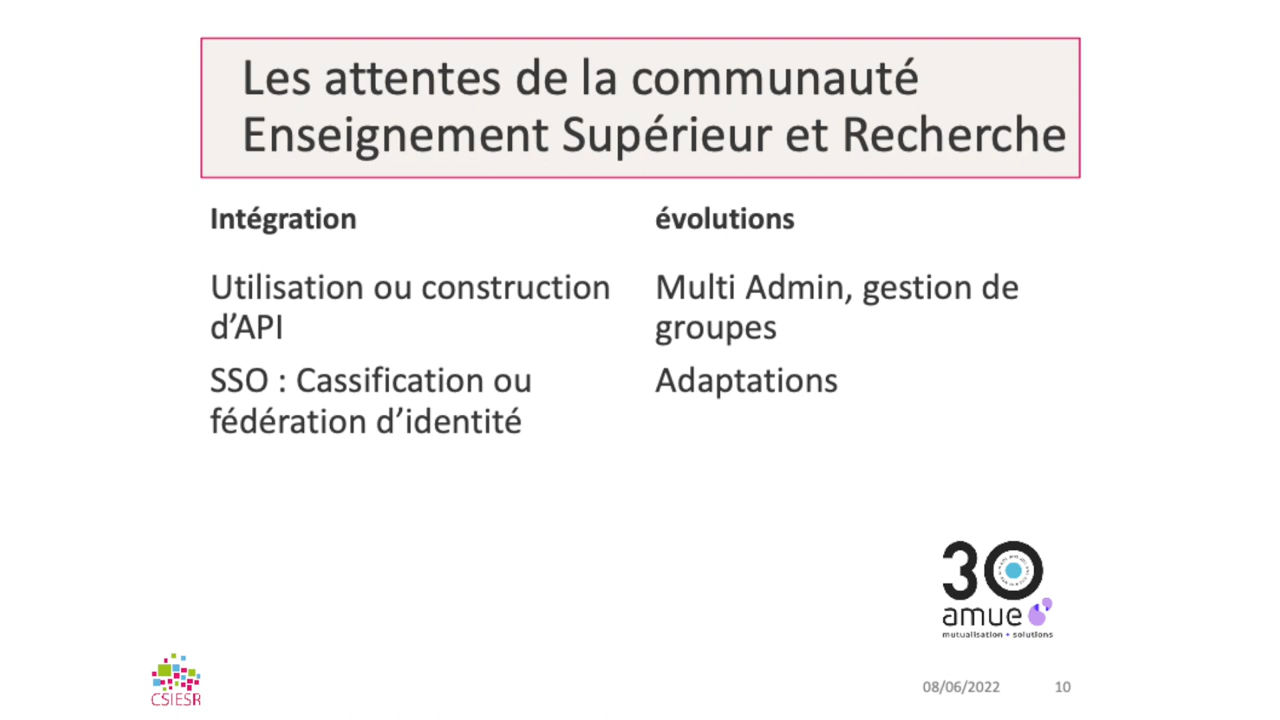 Les attentes de la communauté
Enseignement Supérieur et Recherche
Intégration
Utilisation ou construction
d’API
SSO : Cassification ou
fédération d’identité
évolutions
Multi Admin, gestion de
groupes
Adaptations
30
amue
mutualisation + solutions
CSIESR
08/06/2022
10